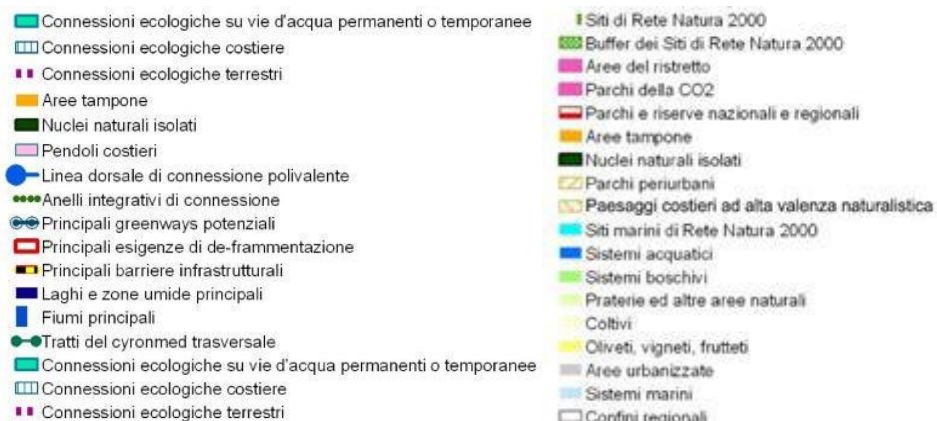 Connessioni ecologiche su vie d'acqua permanenti o temporanee
Connessioni ecologiche costiere
Connessioni ecologiche terrestri
Aree tampone
Nuclei naturali isolati
Pendoli costieri
Linea dorsale di connessione polivalente
Anelli integrativi di connessione
Principali greenways potenziali
Principali esigenze di de-frammentazione
Principali barriere infrastrutturali
Laghi e zone umide principali
Fiumi principali
Tratti del cyronmed trasversale
Connessioni ecologiche su vie d'acqua permanenti o temporanee
Connessioni ecologiche costiere
Connessioni ecologiche terrestri
Siti di Rete Natura 2000
Buffer dei Siti di Rete Natura 2000
Aree del ristretto
Parchi della CO2
Parchi e riserve nazionali e regionali
Aree tampone
Nuclei naturali isolati
Parchi periurbani
Paesaggi costieri ad alta valenza naturalistica
Siti marini di Rete Natura 2000
Sistemi acquatici
Sistemi boschivi
Praterie ed altre aree naturali
Coltivi
Oliveti, vigneti, frutteti
Aree urbanizzate
Sistemi marini
Confini regionali